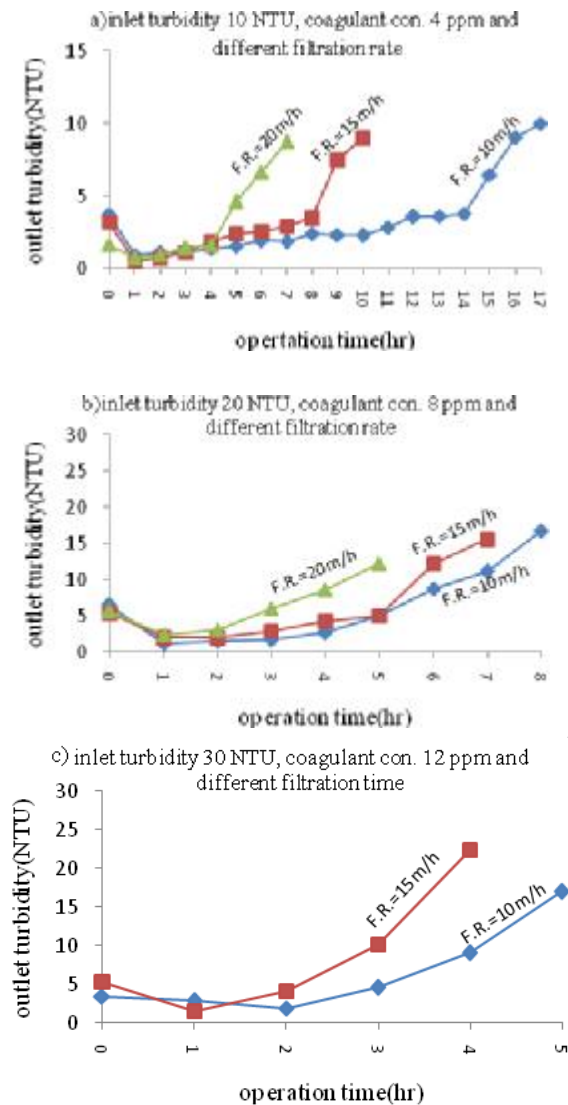 a)inlet turbidity 10 NTU, coagulant con. 4 ppm and
different filtration rate
outlet turbidity(NTU)
15
10
5
0
F.R.=20m/h
F.R.=15m/h
F.R.=10m/h
0 1 2 3 4 5 6 7 8 9 10 11 12 13 14 15 16 17
opertation time(hr)
b)inlet turbidity 20 NTU, coagulant con. 8 ppm and
different filtration rate
outlet turbidity(NTU)
30
25
20
15
10
5
0
F.R.=20m/h
F.R.=15m/h
F.R.=10m/h
0 1 2 3 4 5 6 7 8
operation time(hr)
c) inlet turbidity 30 NTU, coagulant con. 12 ppm and
different filtration time
outlet turbidity(NTU)
30
25
20
15
10
5
0
F.R.=15m/h
F.R.=10m/h
0 1 2 3 4 5
operation time(hr)